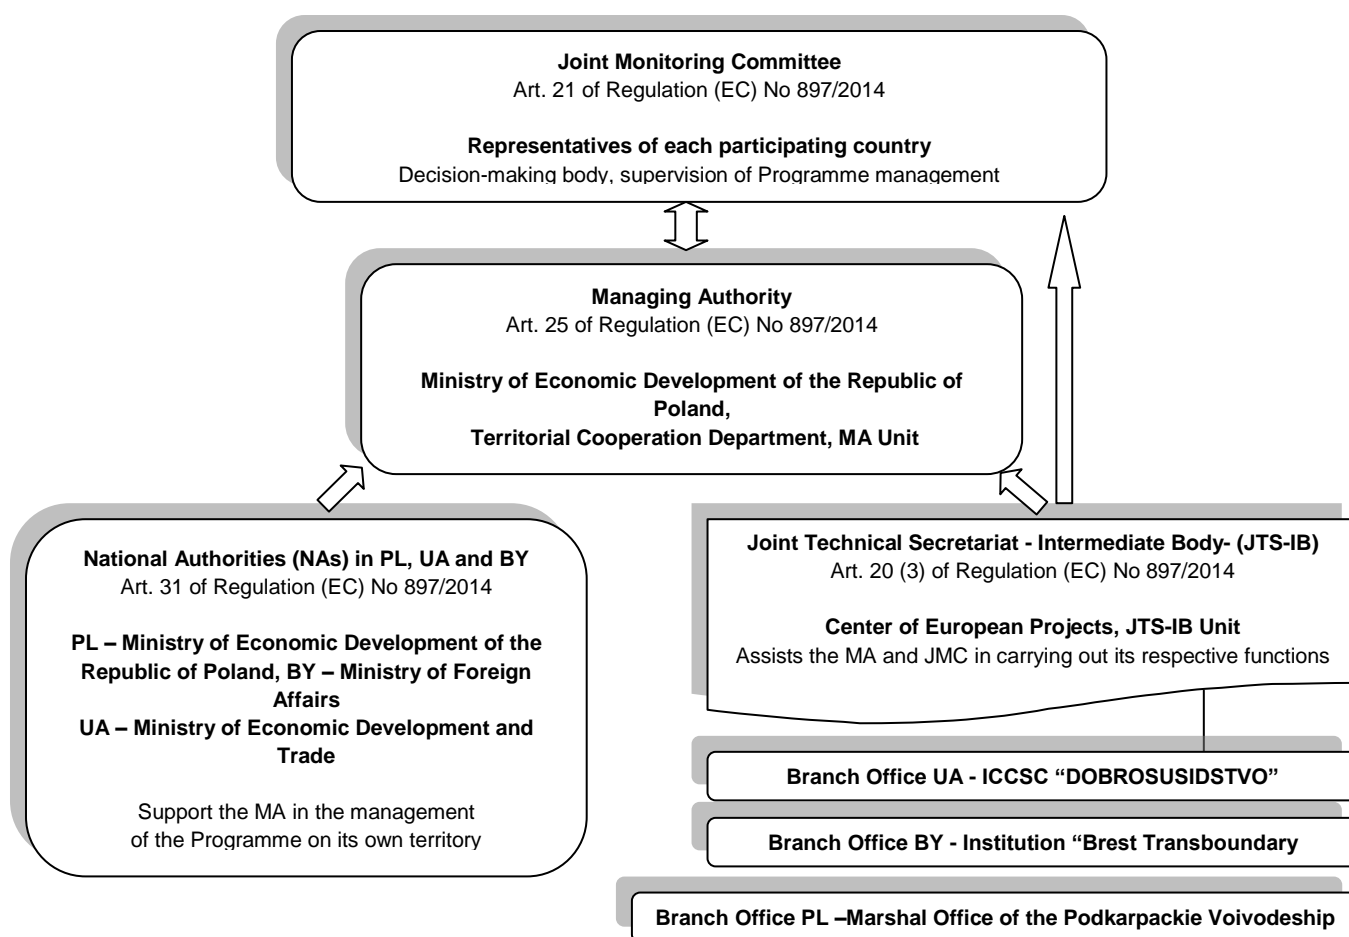 Joint Monitoring Committee
Art. 21 of Regulation (EC) No 897/2014
Representatives of each participating country
Decision-making body, supervision of Programme management
Managing Authority
Art. 25 of Regulation (EC) No 897/2014
Ministry of Economic Development of the Republic of
Poland,
Territorial Cooperation Department, MA Unit
National Authorities (NAs) in PL, UA and BY
Art. 31 of Regulation (EC) No 897/2014
PL – Ministry of Economic Development of the
Republic of Poland, BY – Ministry of Foreign
Affairs
UA – Ministry of Economic Development and
Trade
Support the MA in the management
of the Programme on its own territory
Joint Technical Secretariat - Intermediate Body- (JTS-IB)
Art. 20 (3) of Regulation (EC) No 897/2014
Center of European Projects, JTS-IB Unit
Assists the MA and JMC in carrying out its respective functions
Branch Office UA - ICCSC “DOBROSUSIDSTVO”
Branch Office BY - Institution “Brest Transboundary
Branch Office PL –Marshal Office of the Podkarpackie Voivodeship